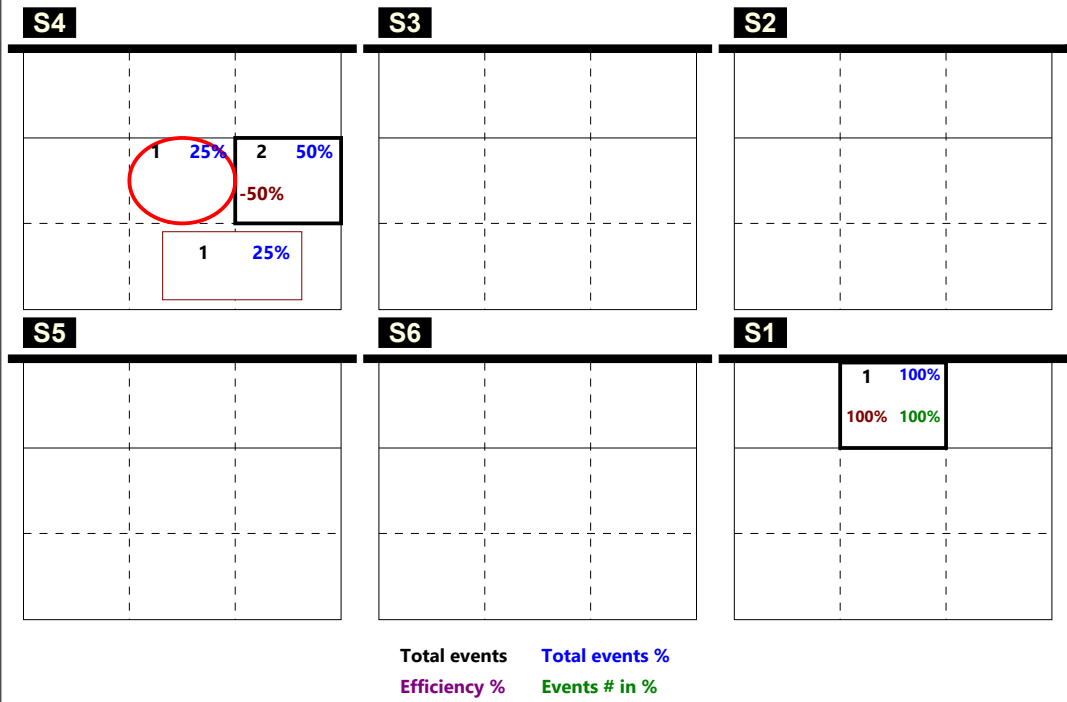 S4 S3 S2
1 25% 2 50%
-50%
1 25%
S5 S6 S1
1 100%
100% 100%
Total events Total events %
Efficiency % Events # in %